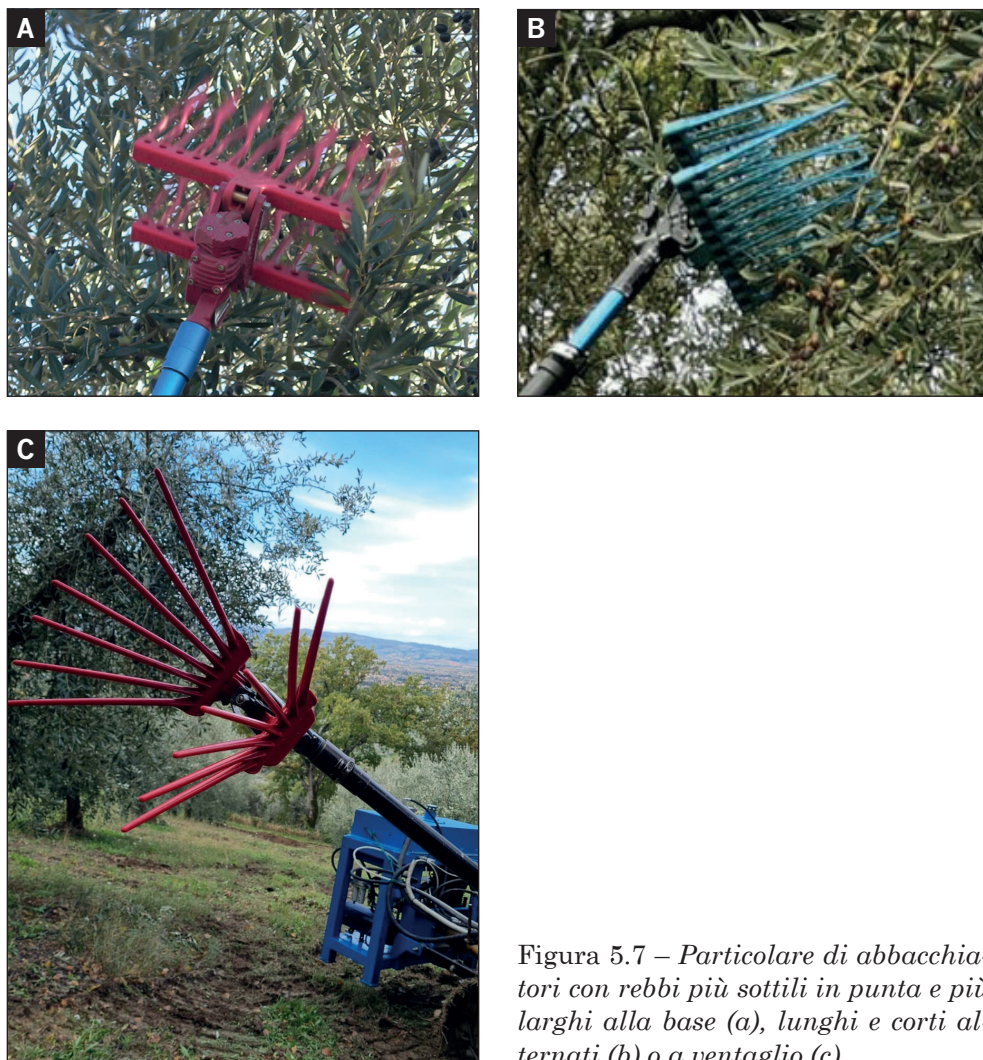 A
B
C
Figura 5.7 – Particolare di abbacchia-
tori con rebbi più sottili in punta e più
larghi alla base (a), lunghi e corti al-
ternati (b) o a ventaglio (c)